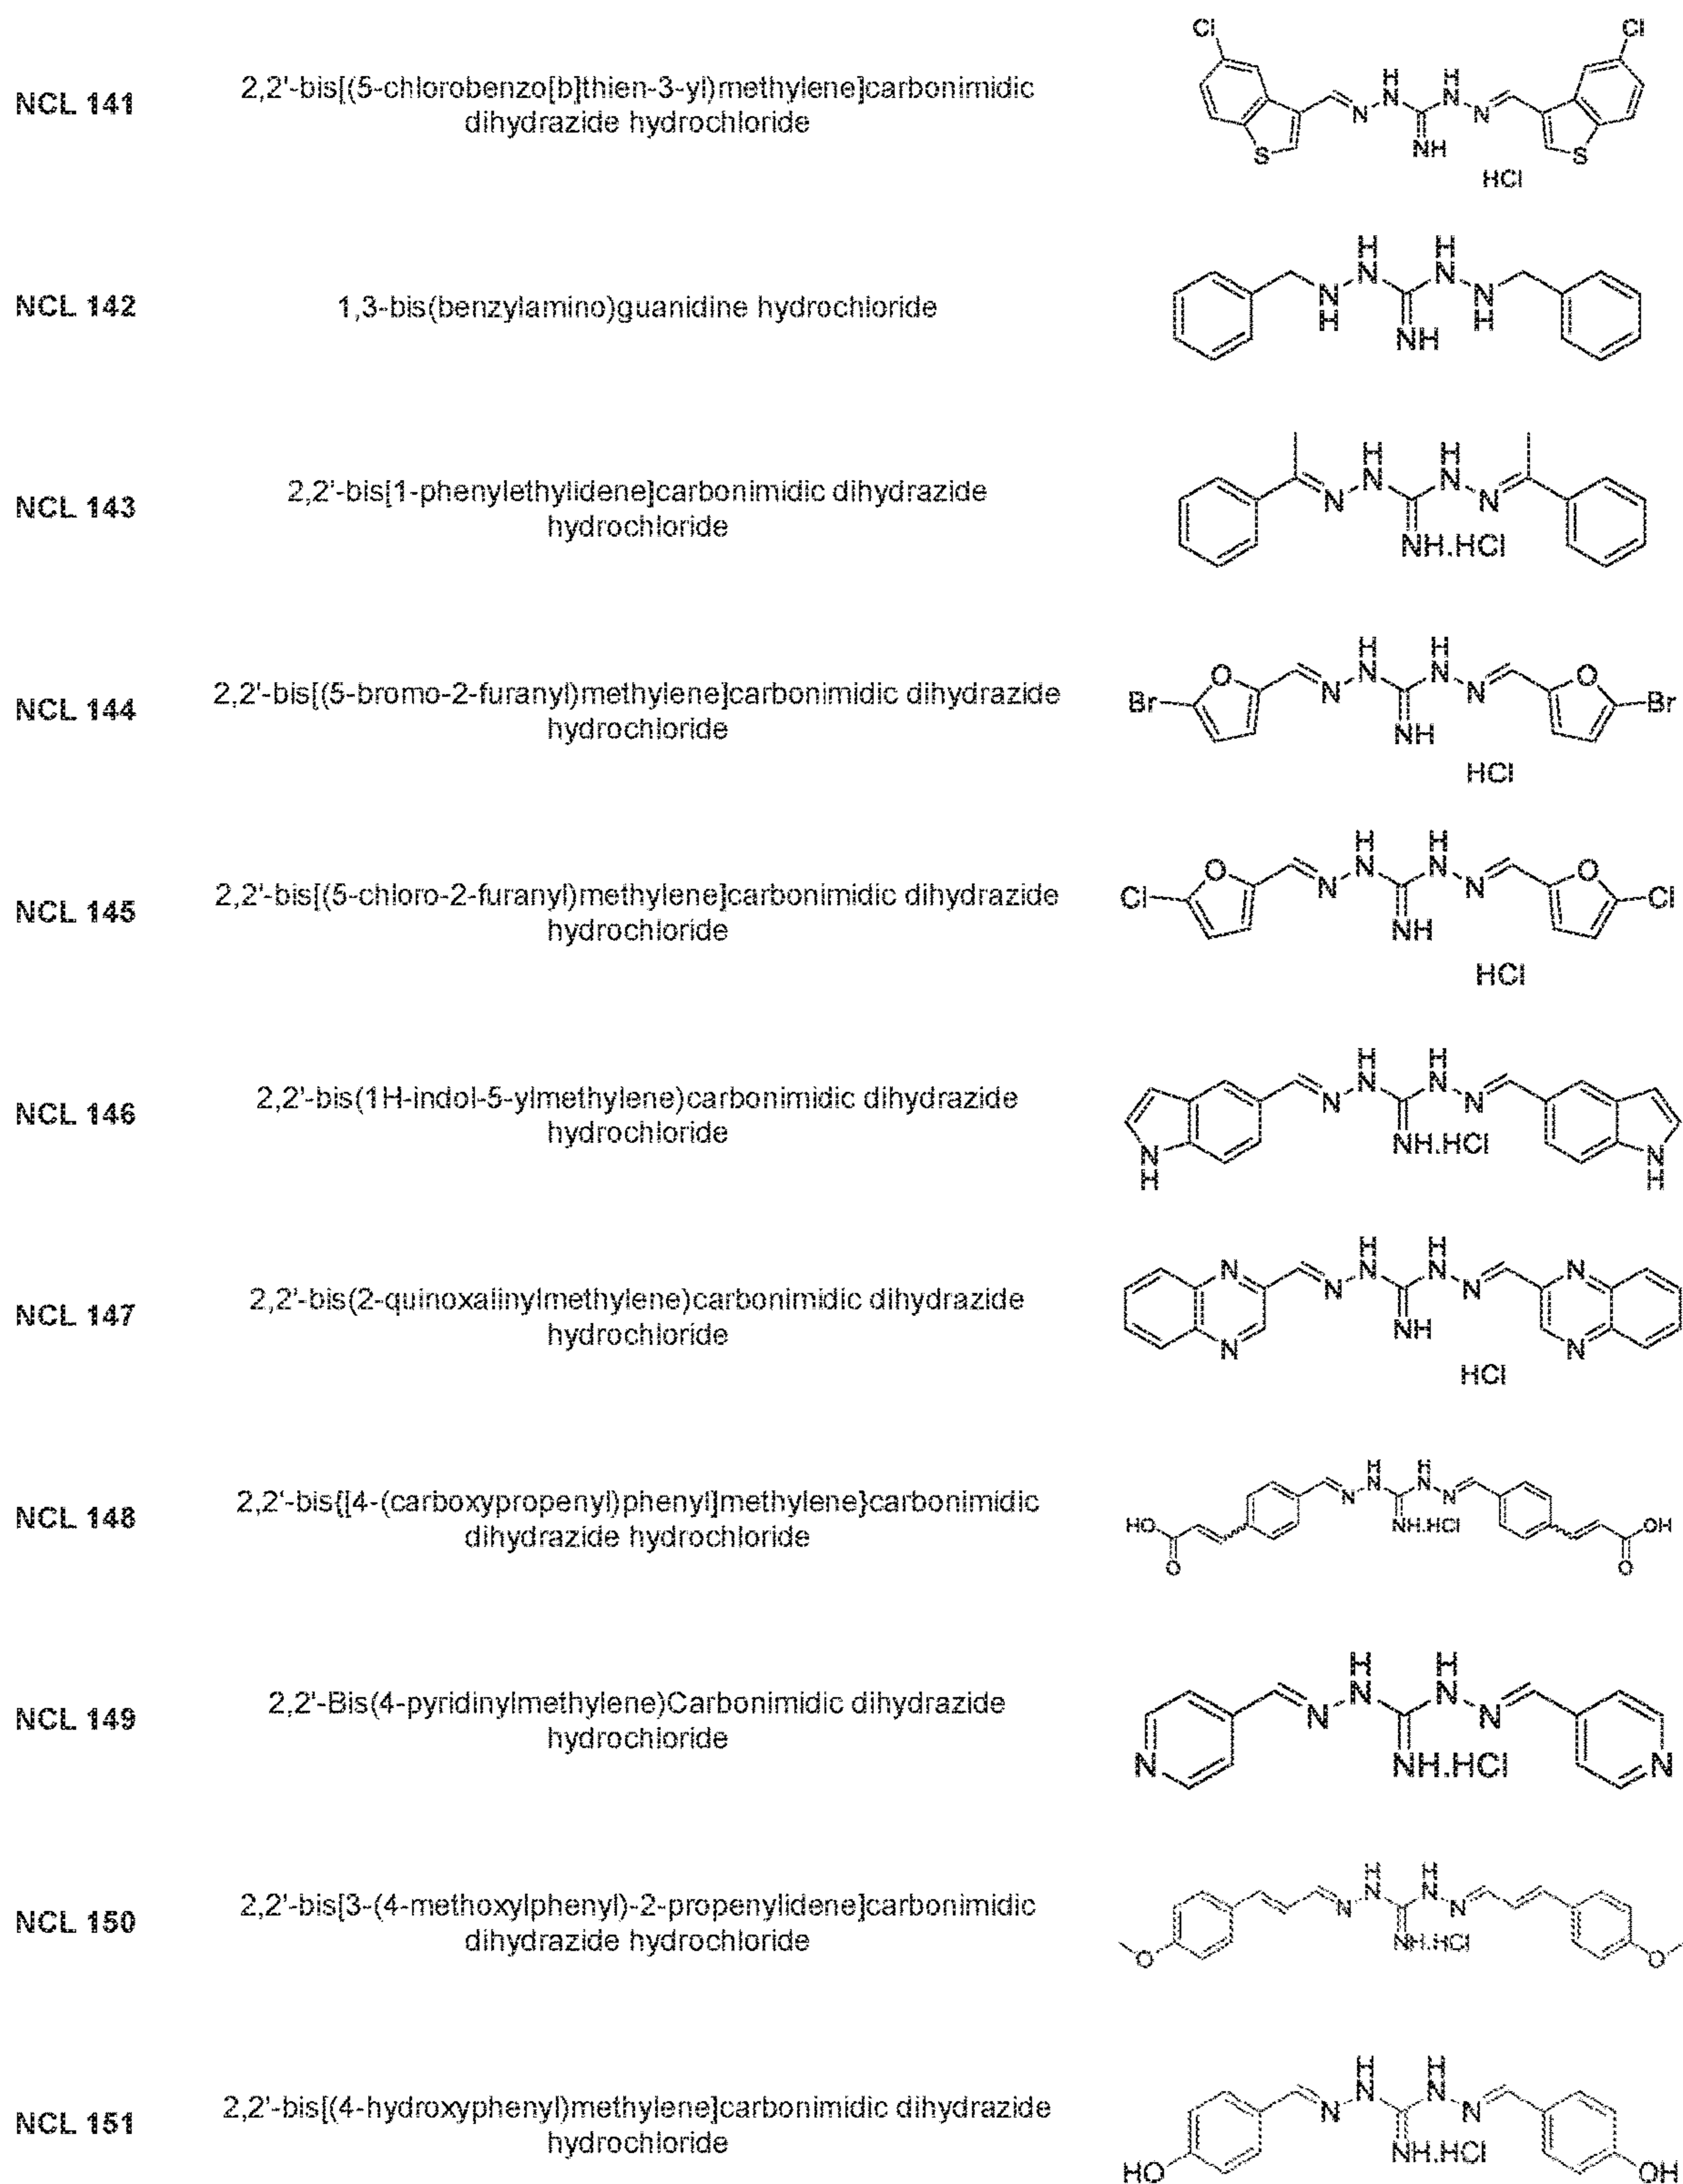 NCL 141
2,2'-bis[(5-chlorobenzo[b]thien-3-yl)methylene]carbonimidic
dihydrazide hydrochloride
Cl Cl
H H
N N
N N
NH
S S
HCl
NCL 142
1,3-bis(benzylamino)guanidine hydrochloride
H H
N N
N N
H H
NH
NCL 143
2,2'-bis[1-phenylethylidene]carbonimidic dihydrazide
hydrochloride
H H
N N
N N
NH.HCl
NCL 144
2,2'-bis[(5-bromo-2-furanyl)methylene]carbonimidic dihydrazide
hydrochloride
H H
O N N O
Br N N Br
NH
HCl
NCL 145
2,2'-bis[(5-chloro-2-furanyl)methylene]carbonimidic dihydrazide
hydrochloride
H H
O N N O
Cl N N Cl
NH
HCl
NCL 146
2,2'-bis(1H-indol-5-ylmethylene)carbonimidic dihydrazide
hydrochloride
H H
N N
N N
NH.HCl
N N
H H
NCL 147
2,2'-bis(2-quinoxalinylmethylene)carbonimidic dihydrazide
hydrochloride
H H
N N N N
N N
NH
N N
HCl
NCL 148
2,2'-bis{[4-(carboxypropenyl)phenyl]methylene}carbonimidic
dihydrazide hydrochloride
H H
N N
N N
HO NH.HCl OH
O O
NCL 149
2,2'-Bis(4-pyridinylmethylene)Carbonimidic dihydrazide
hydrochloride
H H
N N
N N
N NH.HCl N
NCL 150
2,2'-bis[3-(4-methoxylphenyl)-2-propenylidene]carbonimidic
dihydrazide hydrochloride
H H
N N
N N
NH.HCl
O O
NCL 151
2,2'-bis[(4-hydroxyphenyl)methylene]carbonimidic dihydrazide
hydrochloride
H H
N N
N N
NH.HCl
HO OH